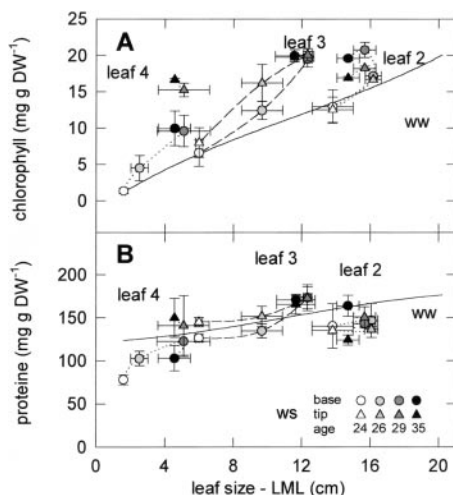 A
leaf 3
leaf 2
leaf 4
ww
25
20
15
10
5
0
chlorophyll (mg g DW⁻¹)
B
leaf 3
leaf 4
leaf 2
ww
200
150
100
50
0
proteine (mg g DW⁻¹)
base
ws tip
age 24 26 29 35
0 4 8 12 16 20
leaf size - LML (cm)